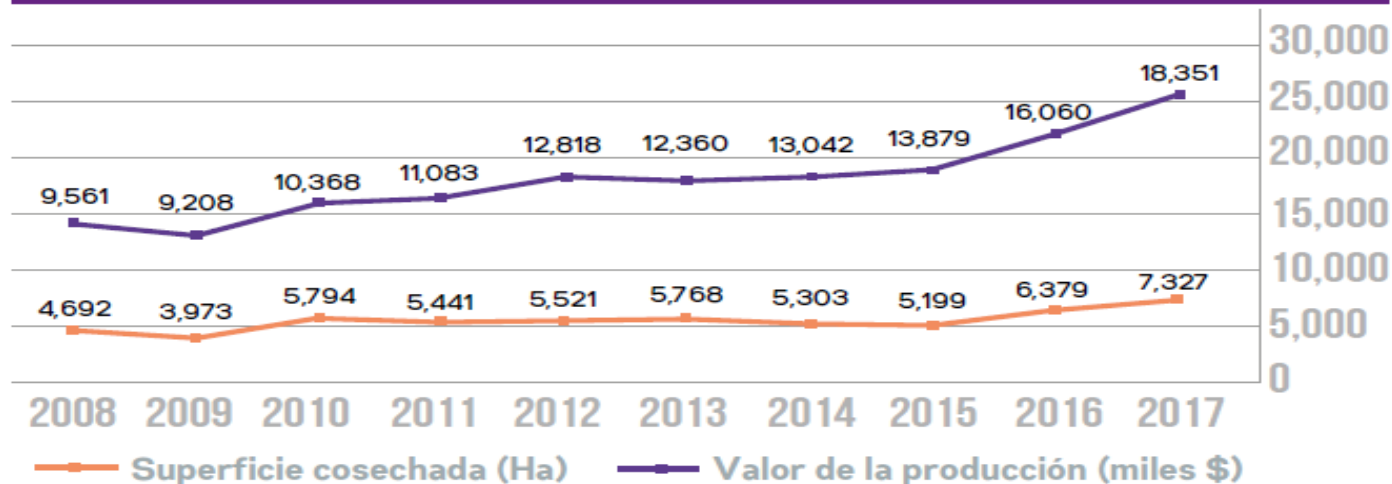 30,000
18,351
25,000
16,060
12,818 12,360 13,042 13,879
20,000
10,368 11,083
9,561 9,208
15,000
10,000
4,692 3,973 5,794 5,441 5,521 5,768 5,303 5,199 6,379 7,327
5,000
0
2008 2009 2010 2011 2012 2013 2014 2015 2016 2017
Superficie cosechada (Ha) Valor de la producción (miles $)